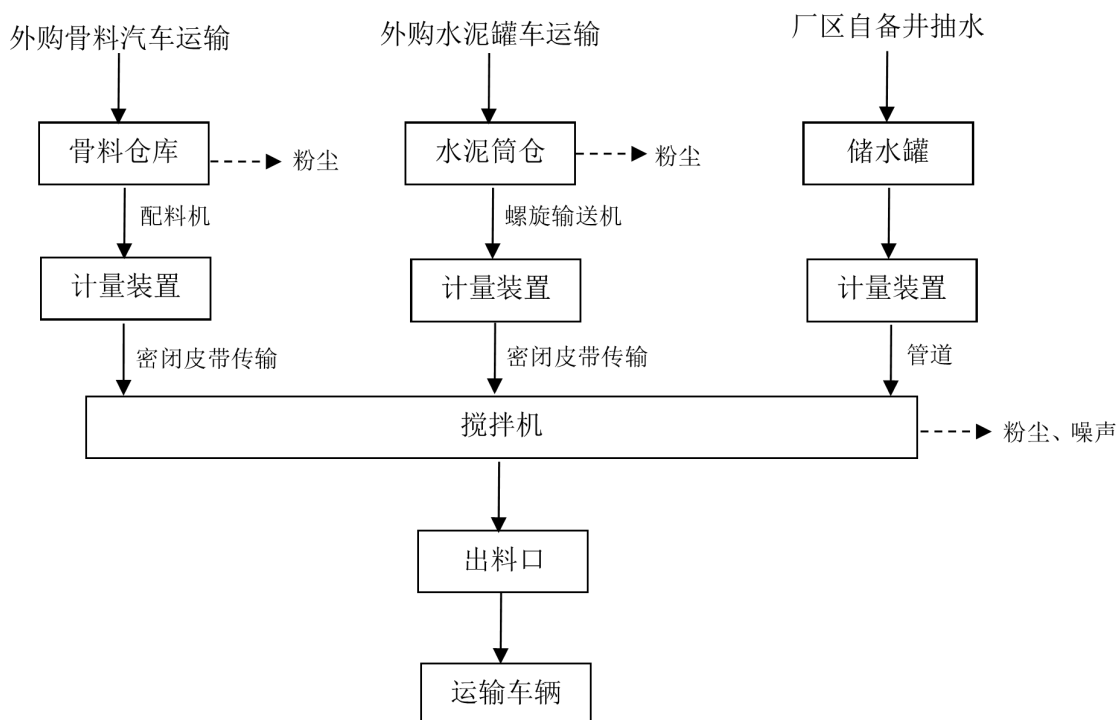 外购骨料汽车运输
外购水泥罐车运输
厂区自备井抽水
骨料仓库
粉尘
水泥筒仓
粉尘
储水罐
配料机
螺旋输送机
计量装置
计量装置
计量装置
密闭皮带传输
密闭皮带传输
管道
搅拌机
粉尘、噪声
出料口
运输车辆